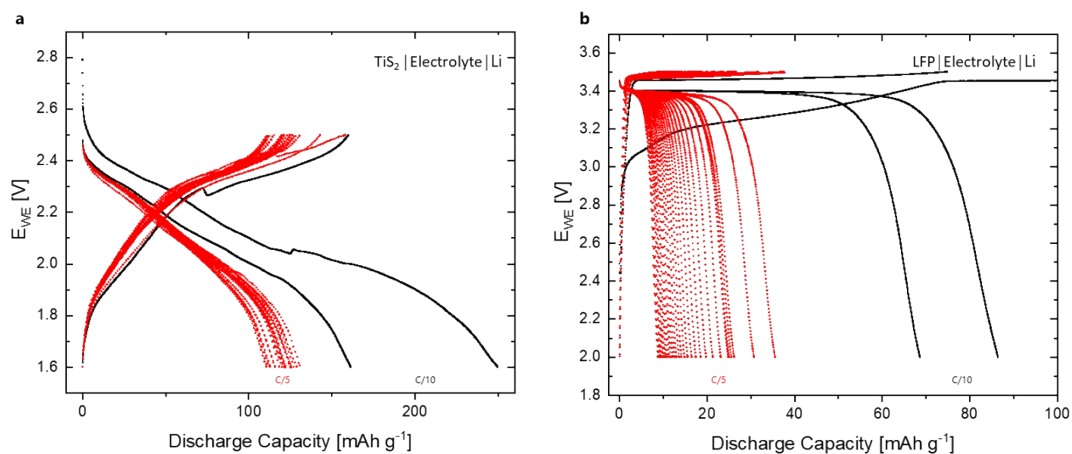 a
TiS₂|Electrolyte|Li
2.8
2.6
2.4
2.2
2.0
1.8
1.6
E_WE [V]
C/5
C/10
0
100
200
Discharge Capacity [mAh g⁻¹]
b
LFP|Electrolyte|Li
3.6
3.4
3.2
3.0
2.8
2.6
2.4
2.2
2.0
1.8
E_WE [V]
C/5
C/10
0
20
40
60
80
100
Discharge Capacity [mAh g⁻¹]